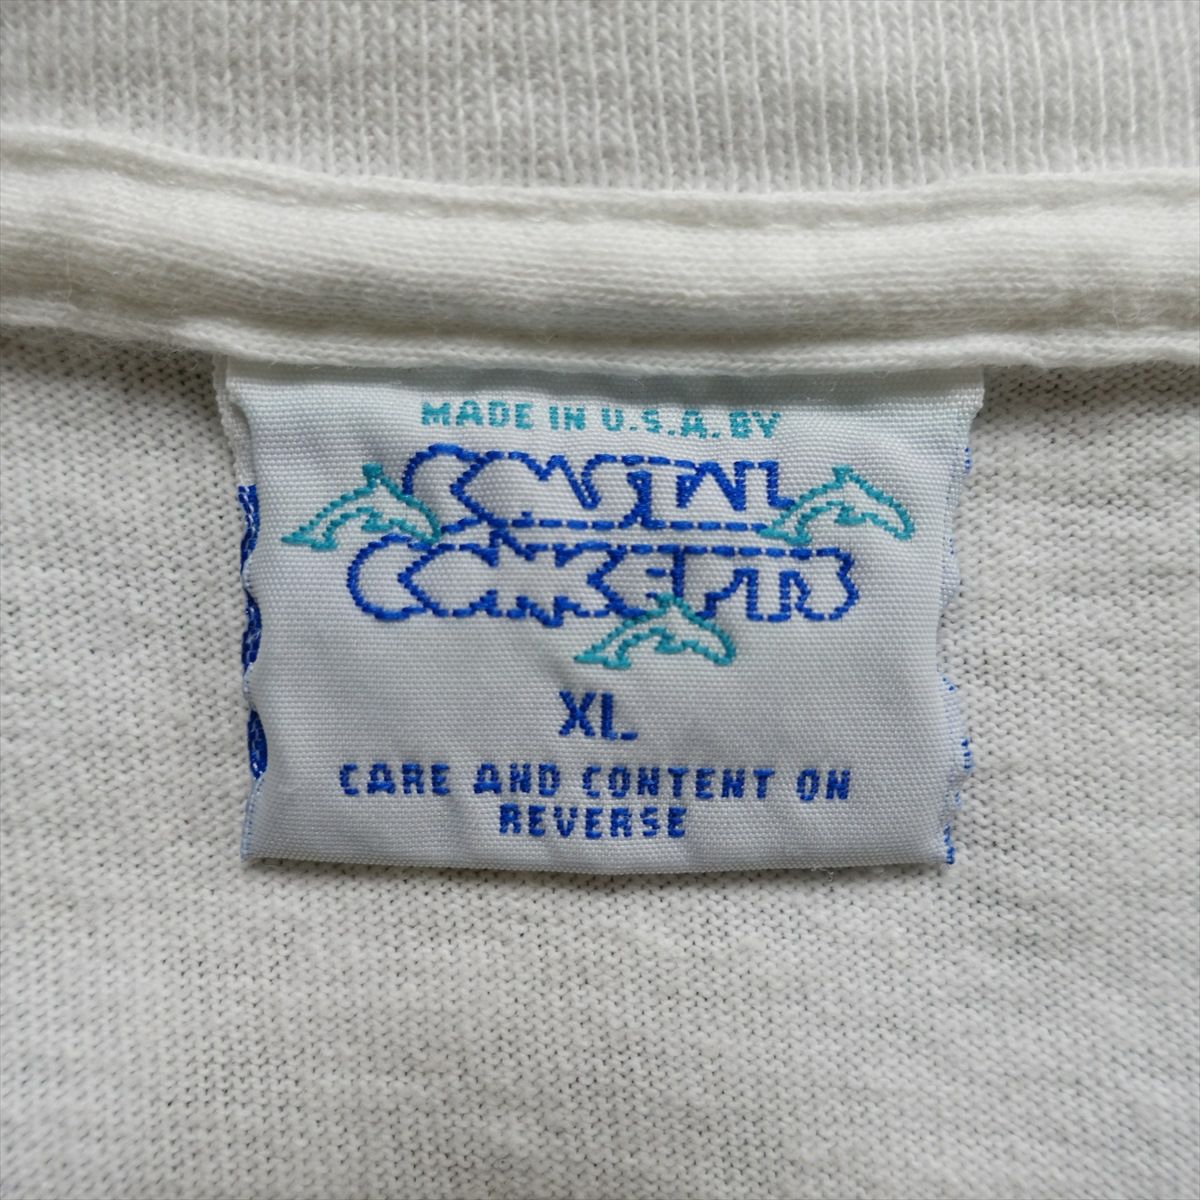 MADE IN U.S.A. BY
COASTAL
CONCEPTS
XL
CARE AND CONTENT ON
REVERSE